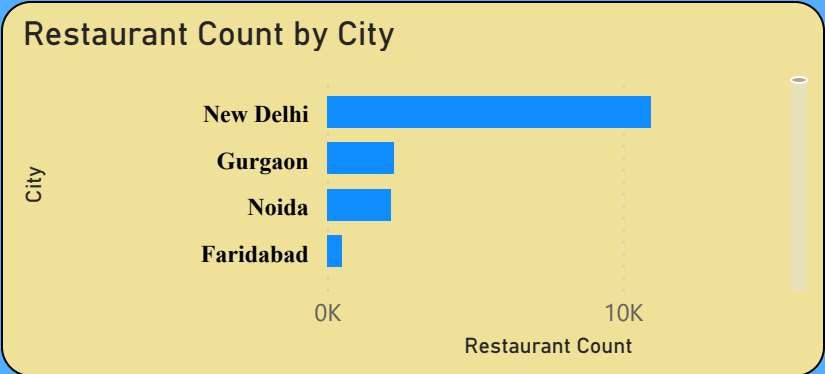 Restaurant Count by City
City
New Delhi
Gurgaon
Noida
Faridabad
0K 10K
Restaurant Count